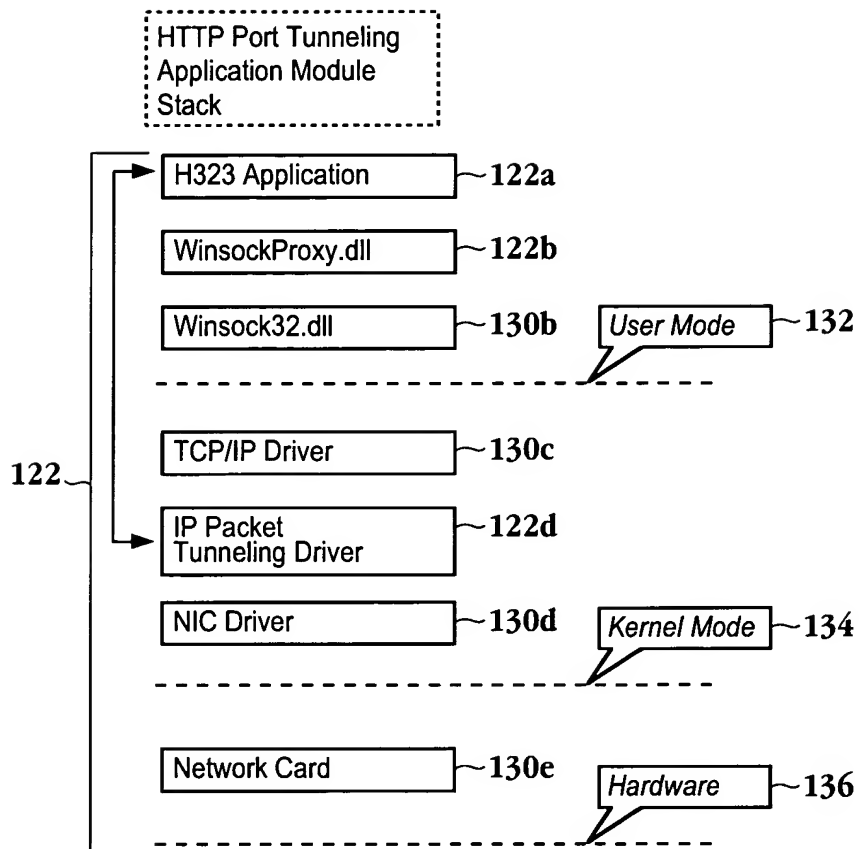 HTTP Port Tunneling
Application Module
Stack
H323 Application
122a
WinsockProxy.dll
122b
Winsock32.dll
130b
User Mode
132
TCP/IP Driver
130c
122
IP Packet
Tunneling Driver
122d
NIC Driver
130d
Kernel Mode
134
Network Card
130e
Hardware
136